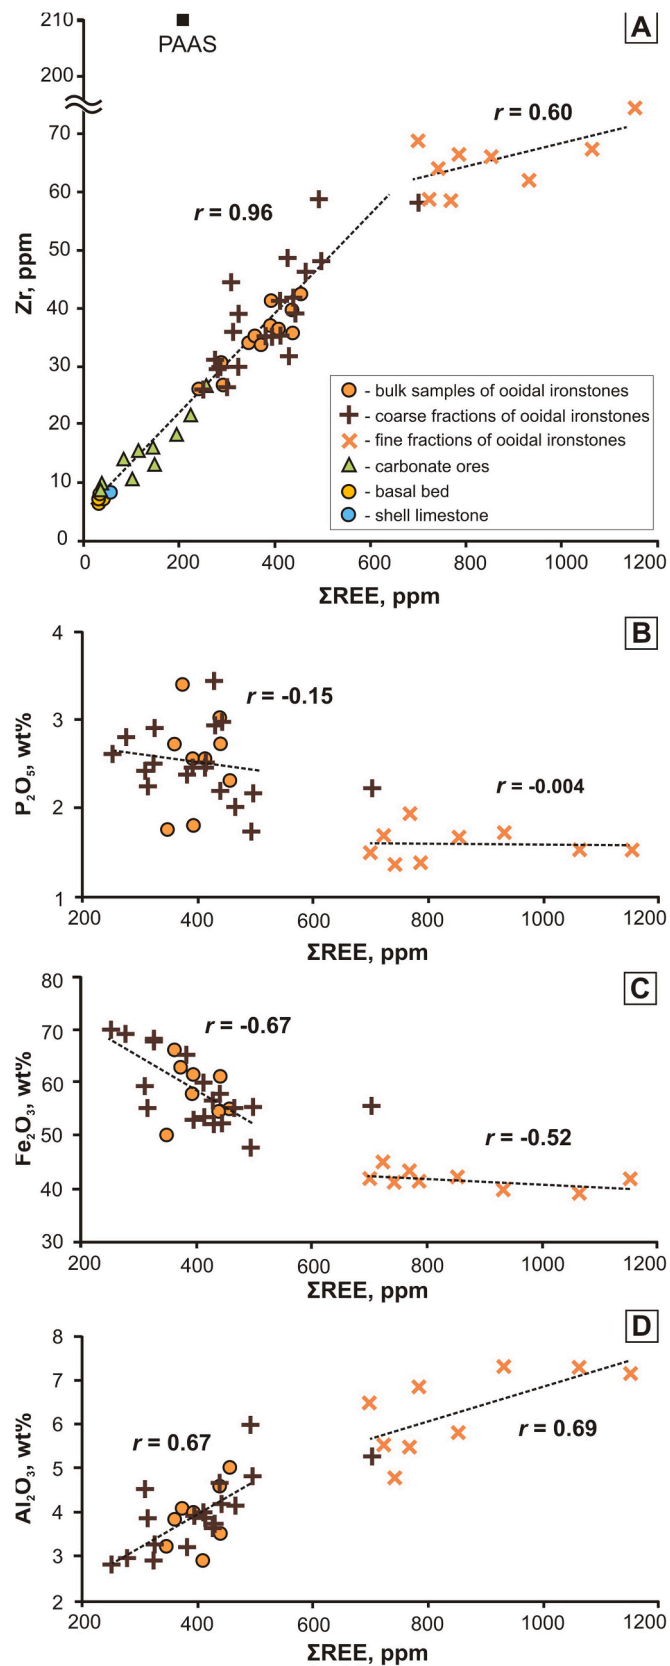 A
210
PAAS
200
r = 0.60
70
60
r = 0.96
50
Zr, ppm
40
30
- bulk samples of ooidal ironstones
- coarse fractions of ooidal ironstones
- fine fractions of ooidal ironstones
20
- carbonate ores
- basal bed
10
- shell limestone
0
0 200 400 600 800 1000 1200
ΣREE, ppm
B
4
r = -0.15
3
P₂O₅, wt%
r = -0.004
2
1
200 400 600 800 1000 1200
ΣREE, ppm
C
80
r = -0.67
70
60
Fe₂O₃, wt%
50
r = -0.52
40
30
200 400 600 800 1000 1200
ΣREE, ppm
D
8
7
6
r = 0.67
r = 0.69
5
Al₂O₃, wt%
4
3
2
200 400 600 800 1000 1200
ΣREE, ppm